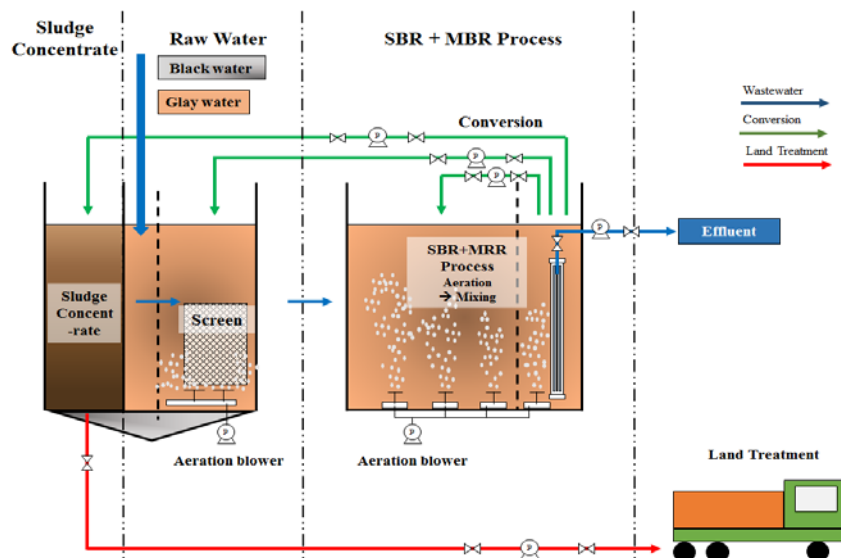 Sludge
Concentrate
Raw Water
SBR + MBR Process
Black water
Glay water
Wastewater
Conversion
Land Treatment
Conversion
P
P
P
P
Effluent
SBR+MRR
Process
Aeration
→ Mixing
Sludge
Concent
-rate
Screen
P
P
Aeration blower
Aeration blower
Land Treatment
P